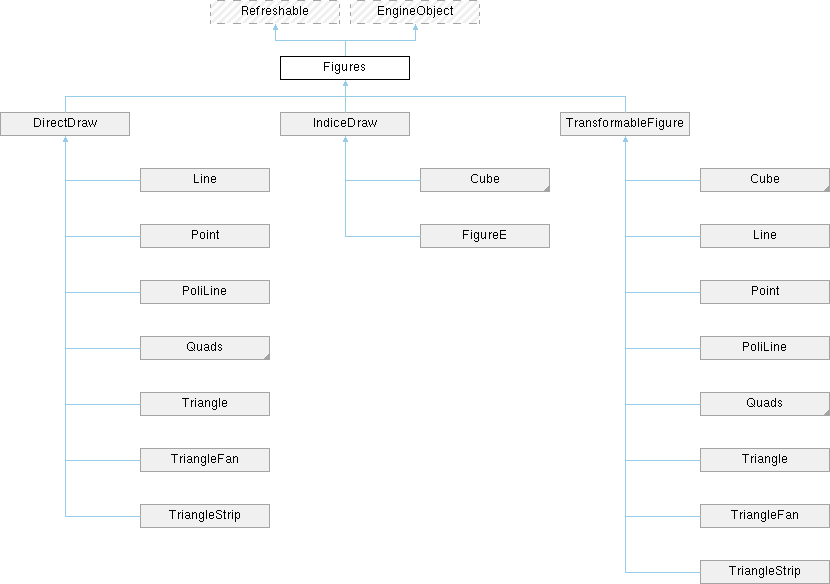 Refreshable
EngineObject
Figures
DirectDraw
IndiceDraw
TransformableFigure
Line
Cube
Cube
Point
FigureE
Line
PoliLine
Point
Quads
PoliLine
Triangle
Quads
TriangleFan
Triangle
TriangleStrip
TriangleFan
TriangleStrip